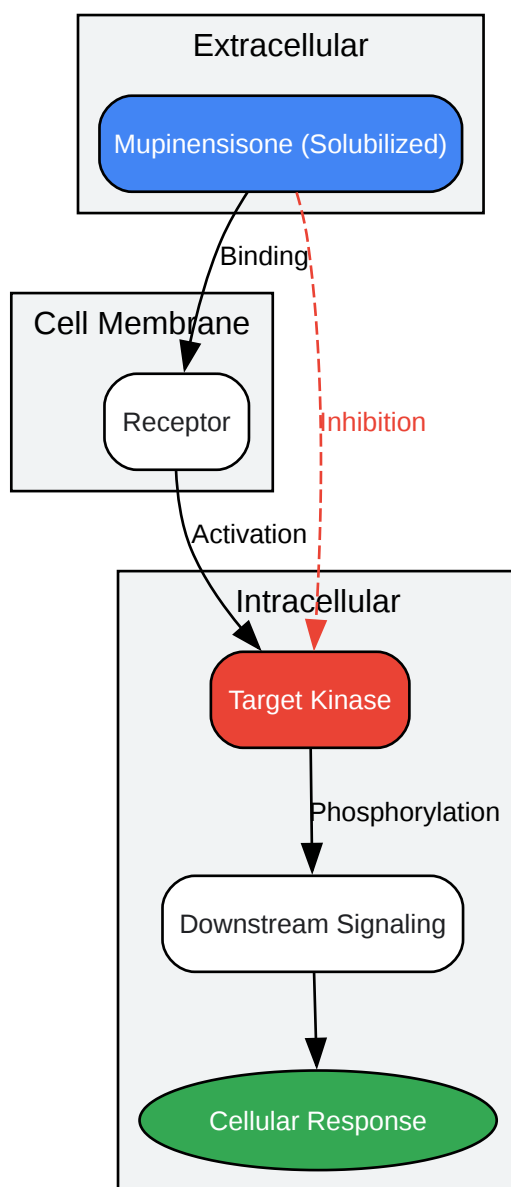 Extracellular
Mupinensisone (Solubilized)
Binding
Cell Membrane
Receptor
Inhibition
Activation
Intracellular
Target Kinase
Phosphorylation
Downstream Signaling
Cellular Response